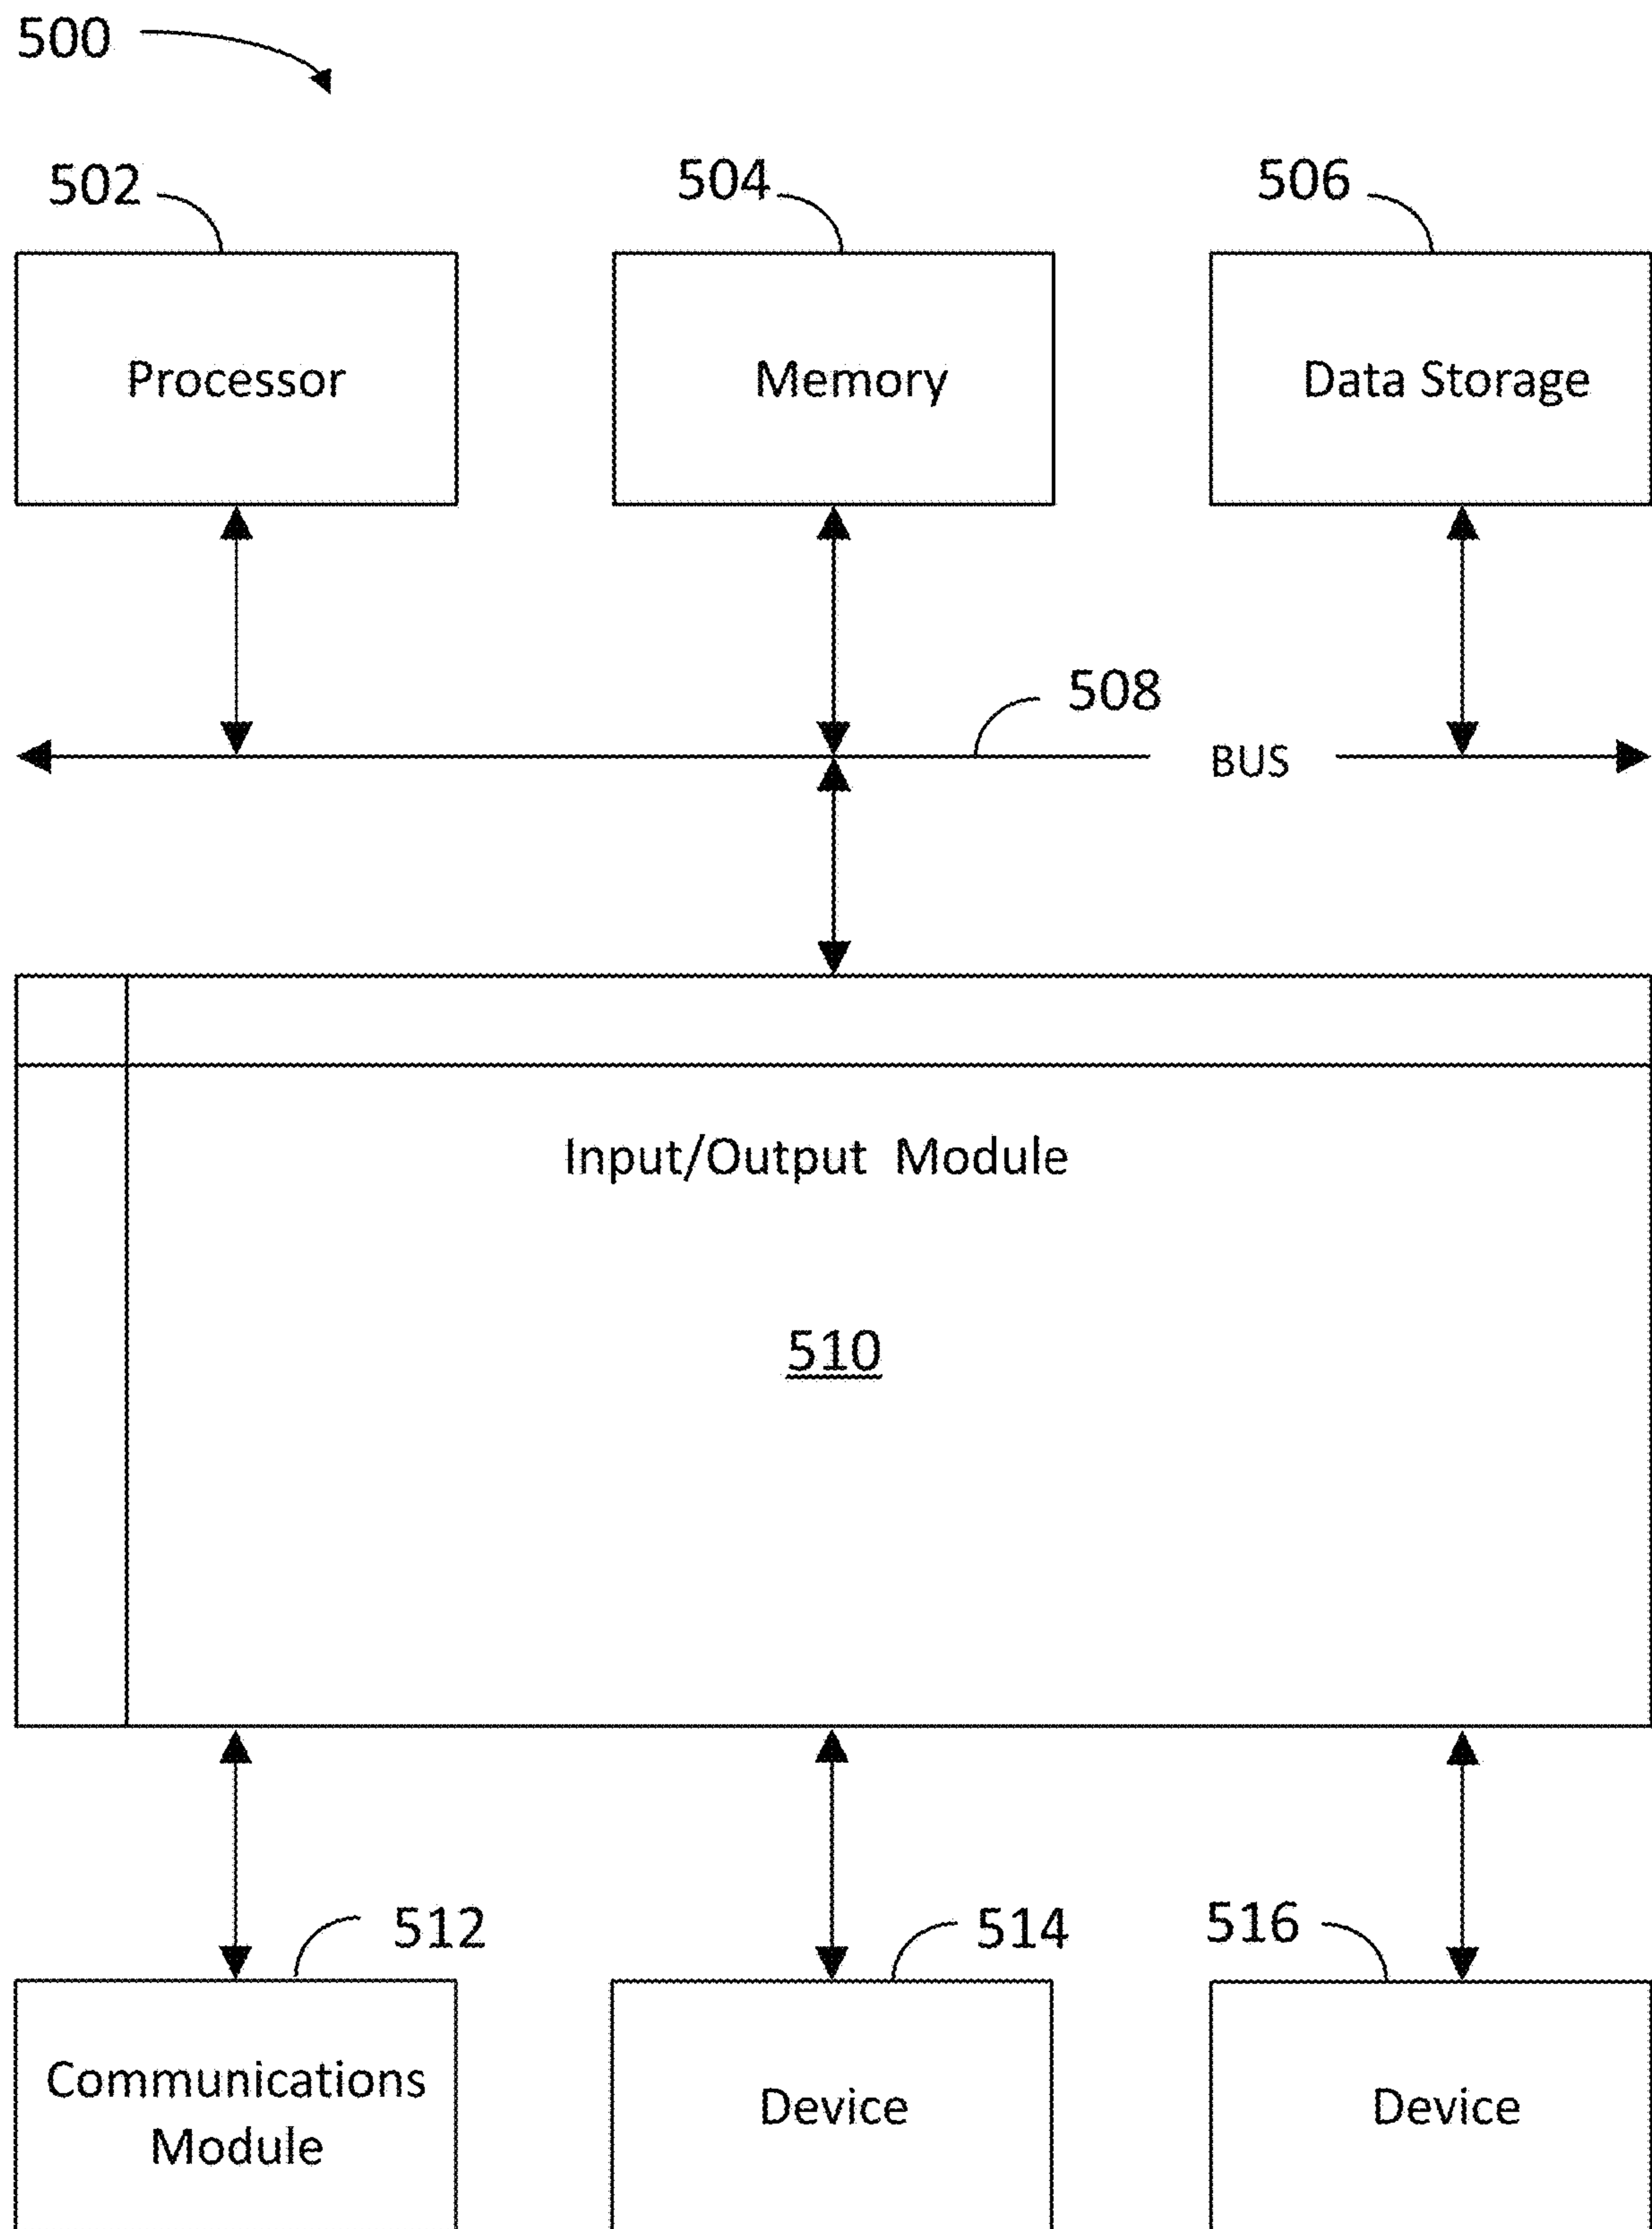 500
502
504
506
Processor
Memory
Data Storage
508
BUS
Input/Output Module
510
512
514
516
Communications
Module
Device
Device